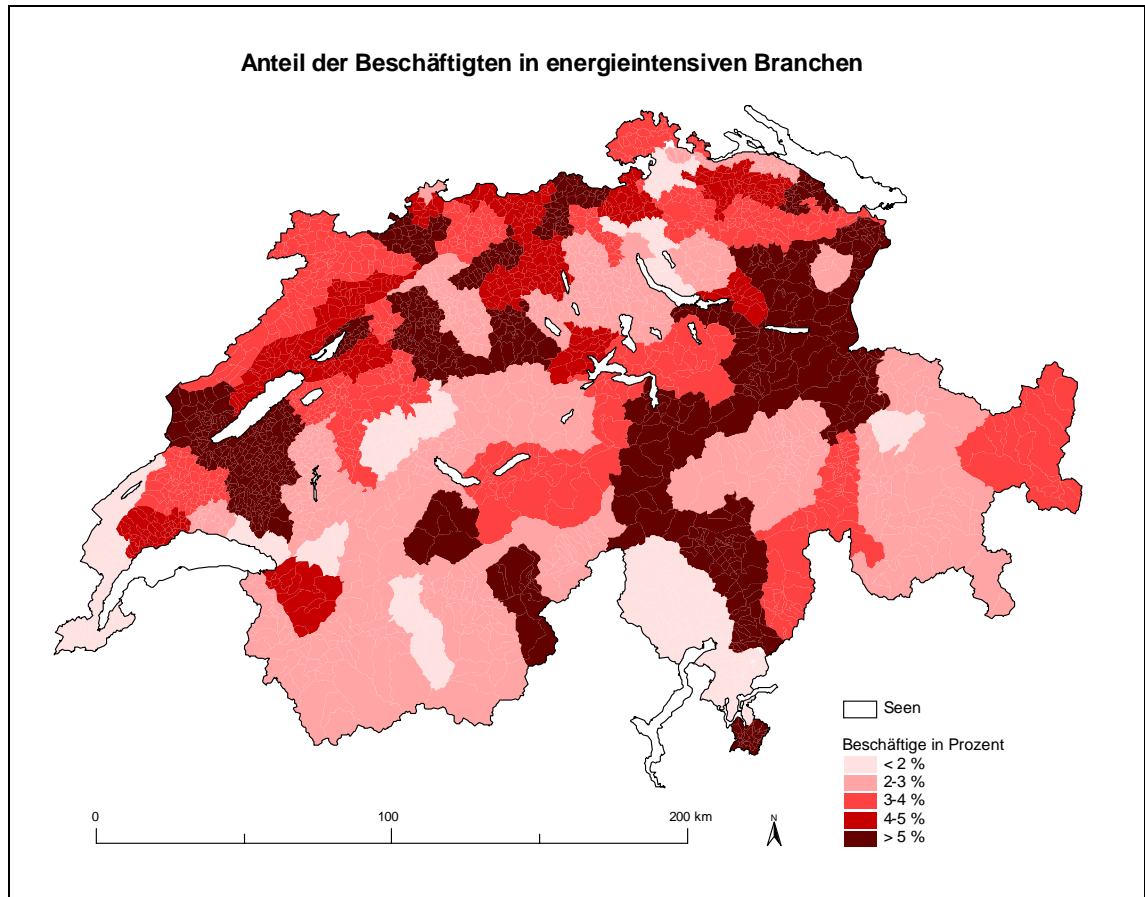 Anteil der Beschäftigten in energieintensiven Branchen
Seen
Beschäftige in Prozent
< 2 %
2-3 %
3-4 %
4-5 %
> 5 %
0 100 200 km
N